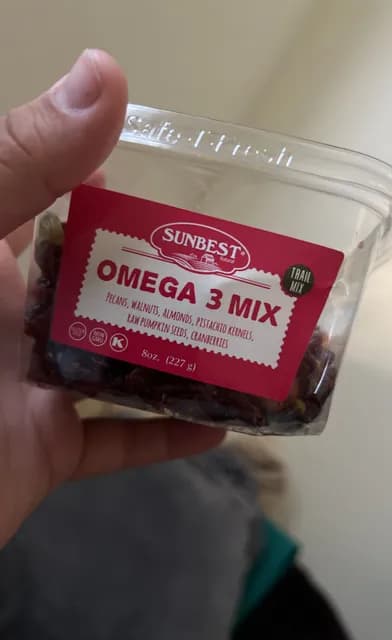 Safe-T-Fresh
SUNBEST®
Natural
OMEGA 3 MIX
TRAIL
MIX
PECANS, WALNUTS, ALMONDS, PISTACHIO KERNELS,
RAW PUMPKIN SEEDS, CRANBERRIES
K
8oz. (227 g)